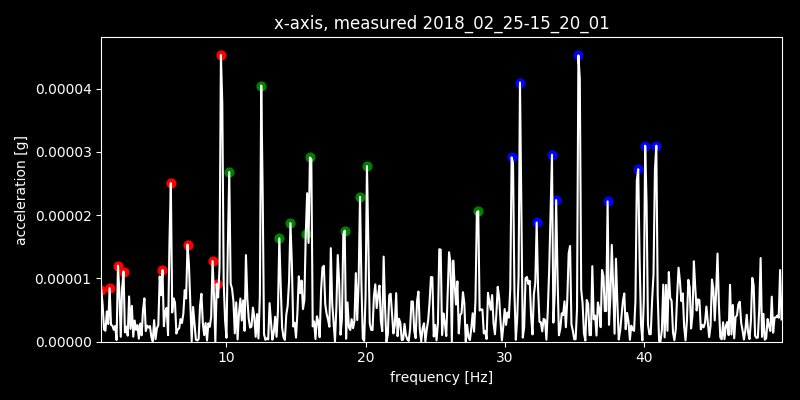 x-axis, measured 2018_02_25-15_20_01
0.00004
0.00003
0.00002
0.00001
0.00000
acceleration [g]
10 20 30 40
frequency [Hz]